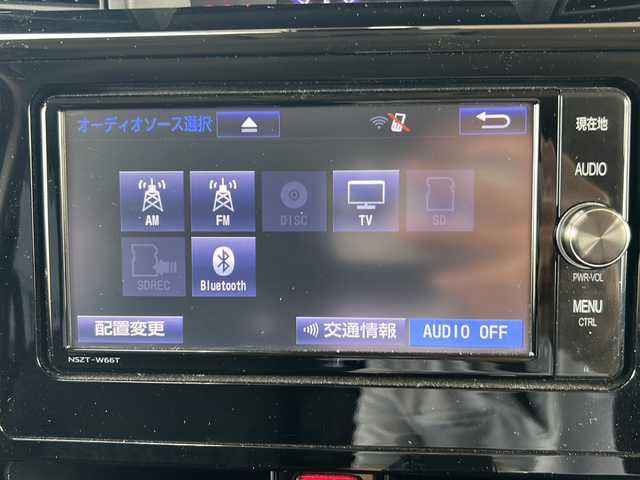 オーディオソース選択
現在地
AUDIO
AM
FM
DISC
TV
SD
SDREC
Bluetooth
PWR・VOL
MENU
CTRL
配置変更
交通情報
AUDIO OFF
NSZT-W66T